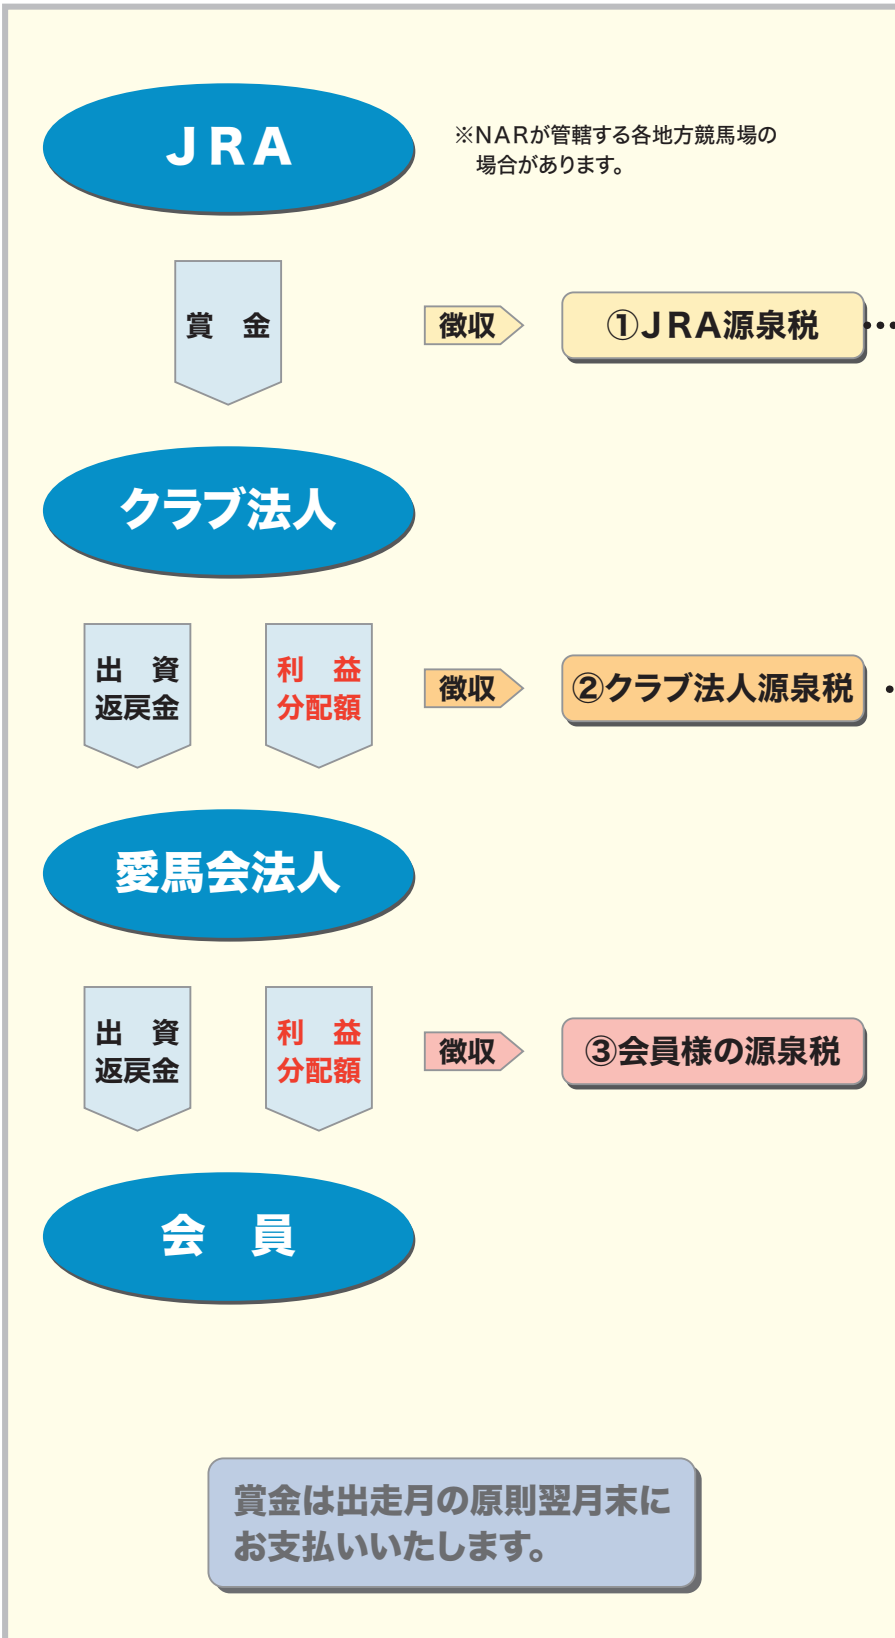 JRA
※NARが管轄する各地方競馬場の
場合があります。
賞　金
徴収
①JRA源泉税
クラブ法人
出　資
返戻金
利　益
分配額
徴収
②クラブ法人源泉税
愛馬会法人
出　資
返戻金
利　益
分配額
徴収
③会員様の源泉税
会　員
賞金は出走月の原則翌月末に
お支払いいたします。